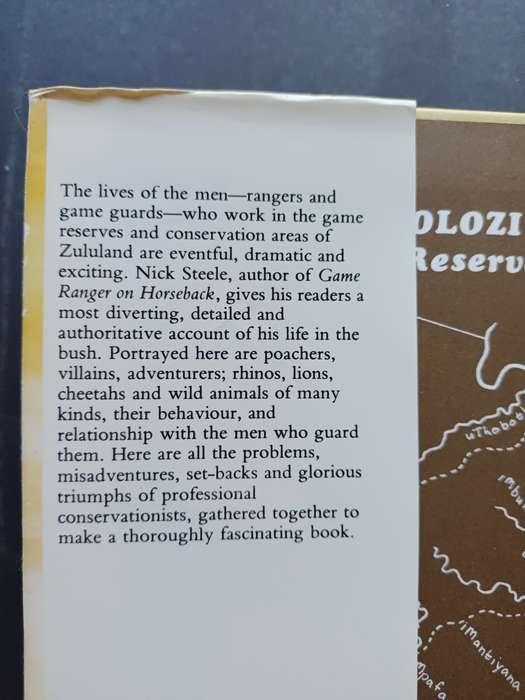 The lives of the men—rangers and
game guards—who work in the game
reserves and conservation areas of
Zululand are eventful, dramatic and
exciting. Nick Steele, author of Game
Ranger on Horseback, gives his readers a
most diverting, detailed and
authoritative account of his life in the
bush. Portrayed here are poachers,
villains, adventurers; rhinos, lions,
cheetahs and wild animals of many
kinds, their behaviour, and
relationship with the men who guard
them. Here are all the problems,
misadventures, set-backs and glorious
triumphs of professional
conservationists, gathered together to
make a thoroughly fascinating book.
OLOZI
Reserv
uThobot
iMantiyana
Mpafa